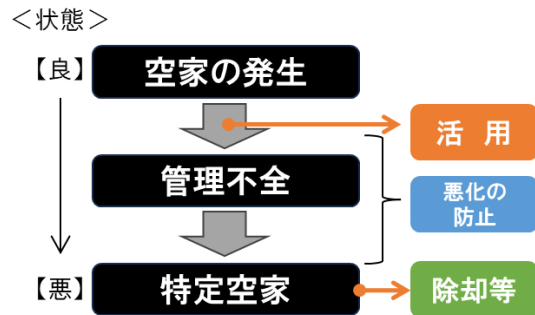 ＜状態＞
【良】
空家の発生
活 用
管理不全
悪化の
防止
【悪】
特定空家
除却等